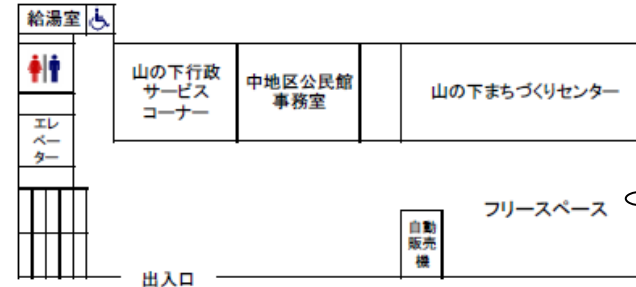 給湯室
山の下行政
サービス
コーナー
中地区公民館
事務室
山の下まちづくりセンター
エレ
ベー
ター
フリースペース
自動
販売
機
出入口